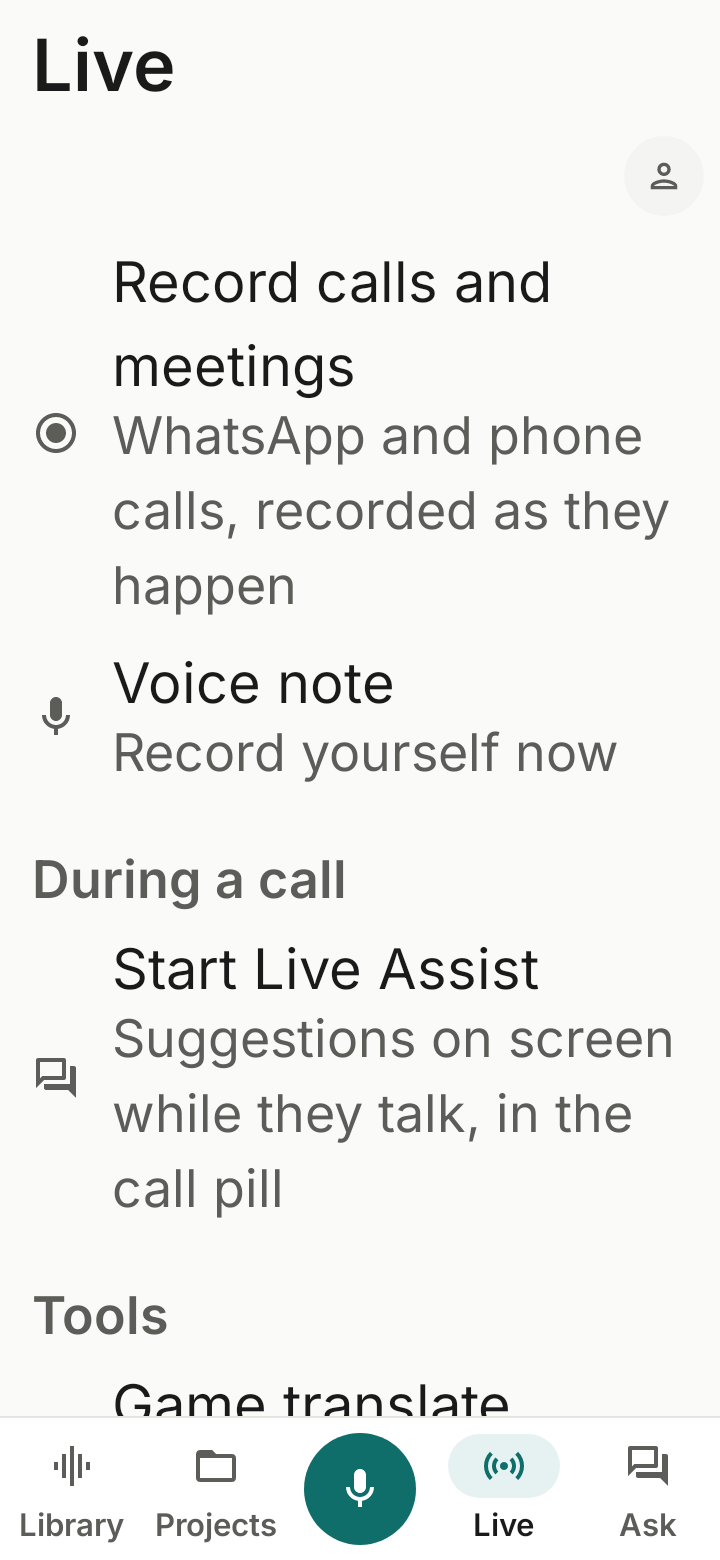 Live
Record calls and
meetings
WhatsApp and phone
calls, recorded as they
happen
Voice note
Record yourself now
During a call
Start Live Assist
Suggestions on screen
while they talk, in the
call pill
Tools
Game translate
Library
Projects
Live
Ask